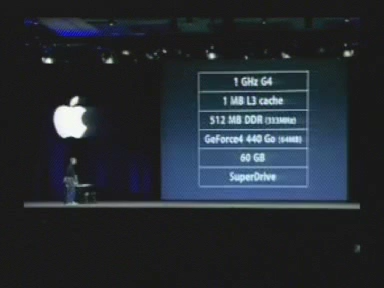 1 GHz G4
1 MB L3 cache
512 MB DDR (333MHz)
GeForce4 440 Go (64MB)
60 GB
SuperDrive